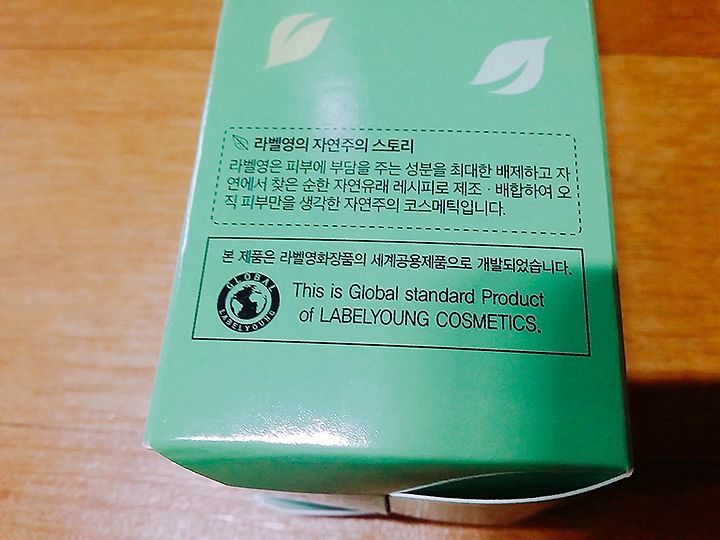 라벨영의 자연주의 스토리
라벨영은 피부에 부담을 주는 성분을 최대한 배제하고 자
연에서 찾은 순한 자연유래 레시피로 제조 · 배합하여 오
직 피부만을 생각한 자연주의 코스메틱입니다.
본 제품은 라벨영화장품의 세계공용제품으로 개발되었습니다.
GLOBAL
LABELYOUNG
This is Global standard Product
of LABELYOUNG COSMETICS.